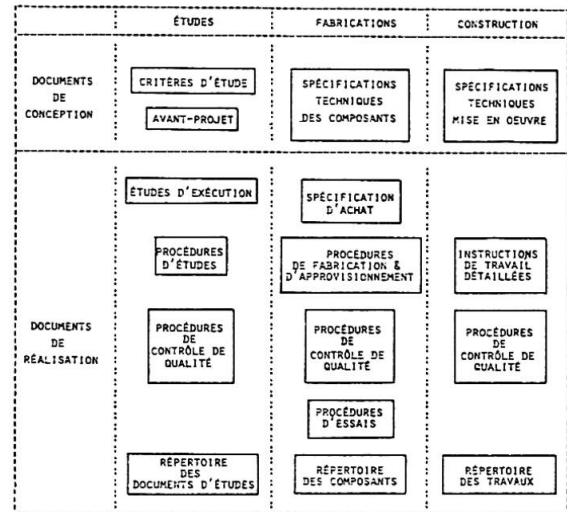 ÉTUDES
FABRICATIONS
CONSTRUCTION
DOCUMENTS
DE
CONCEPTION
CRITÈRES D'ÉTUDE
AVANT-PROJET
SPÉCIFICATIONS
TECHNIQUES
DES COMPOSANTS
SPÉCIFICATIONS
TECHNIQUES
MISE EN OEUVRE
DOCUMENTS
DE
RÉALISATION
ÉTUDES D'EXÉCUTION
SPÉCIFICATION
D'ACHAT
PROCÉDURES
D'ÉTUDES
PROCÉDURES
DE FABRICATION &
D'APPROVISIONNEMENT
INSTRUCTIONS
DE TRAVAIL
DÉTAILLÉES
PROCÉDURES
DE
CONTRÔLE DE
QUALITÉ
PROCÉDURES
DE
CONTRÔLE DE
QUALITÉ
PROCÉDURES
DE
CONTRÔLE DE
QUALITÉ
PROCÉDURES
D'ESSAIS
RÉPERTOIRE
DES
DOCUMENTS D'ÉTUDES
RÉPERTOIRE
DES COMPOSANTS
RÉPERTOIRE
DES TRAVAUX